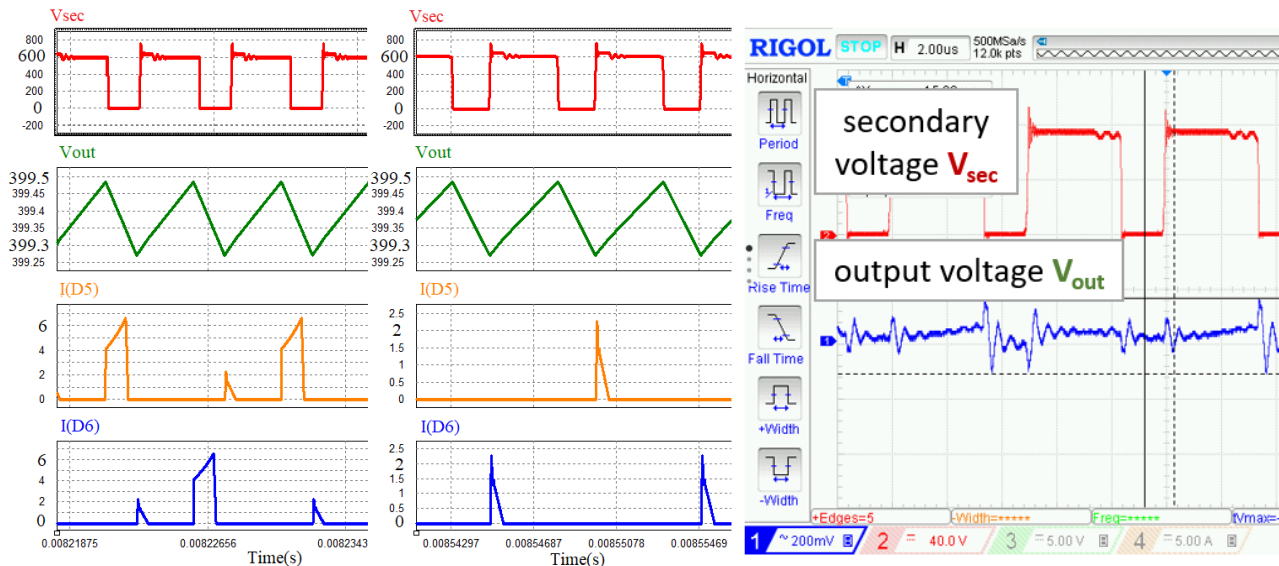 Vsec
800
600
400
200
0
-200
Vout
399.5
399.45
399.4
399.35
399.3
399.25
I(D5)
6
4
2
0
I(D6)
6
4
2
0
0.00821875
0.00822656
0.00823438
Time(s)
Vsec
800
600
400
200
0
-200
Vout
399.5
399.45
399.4
399.35
399.3
399.25
I(D5)
2.5
2
1.5
1
0.5
0
I(D6)
2.5
2
1.5
1
0.5
0
0.00854297
0.00854687
0.00855078
0.00855469
Time(s)
RIGOL STOP H 2.00us 500MSa/s
12.0k pts
Horizontal
Period
Freq
Rise Time
Fall Time
+Width
-Width
secondary
voltage Vsec
output voltage Vout
T
2
1
+Edges=5 -Width=***** Freq=*****
1 ~ 200mV 2 40.0 V 3 5.00 V 4 5.00 A